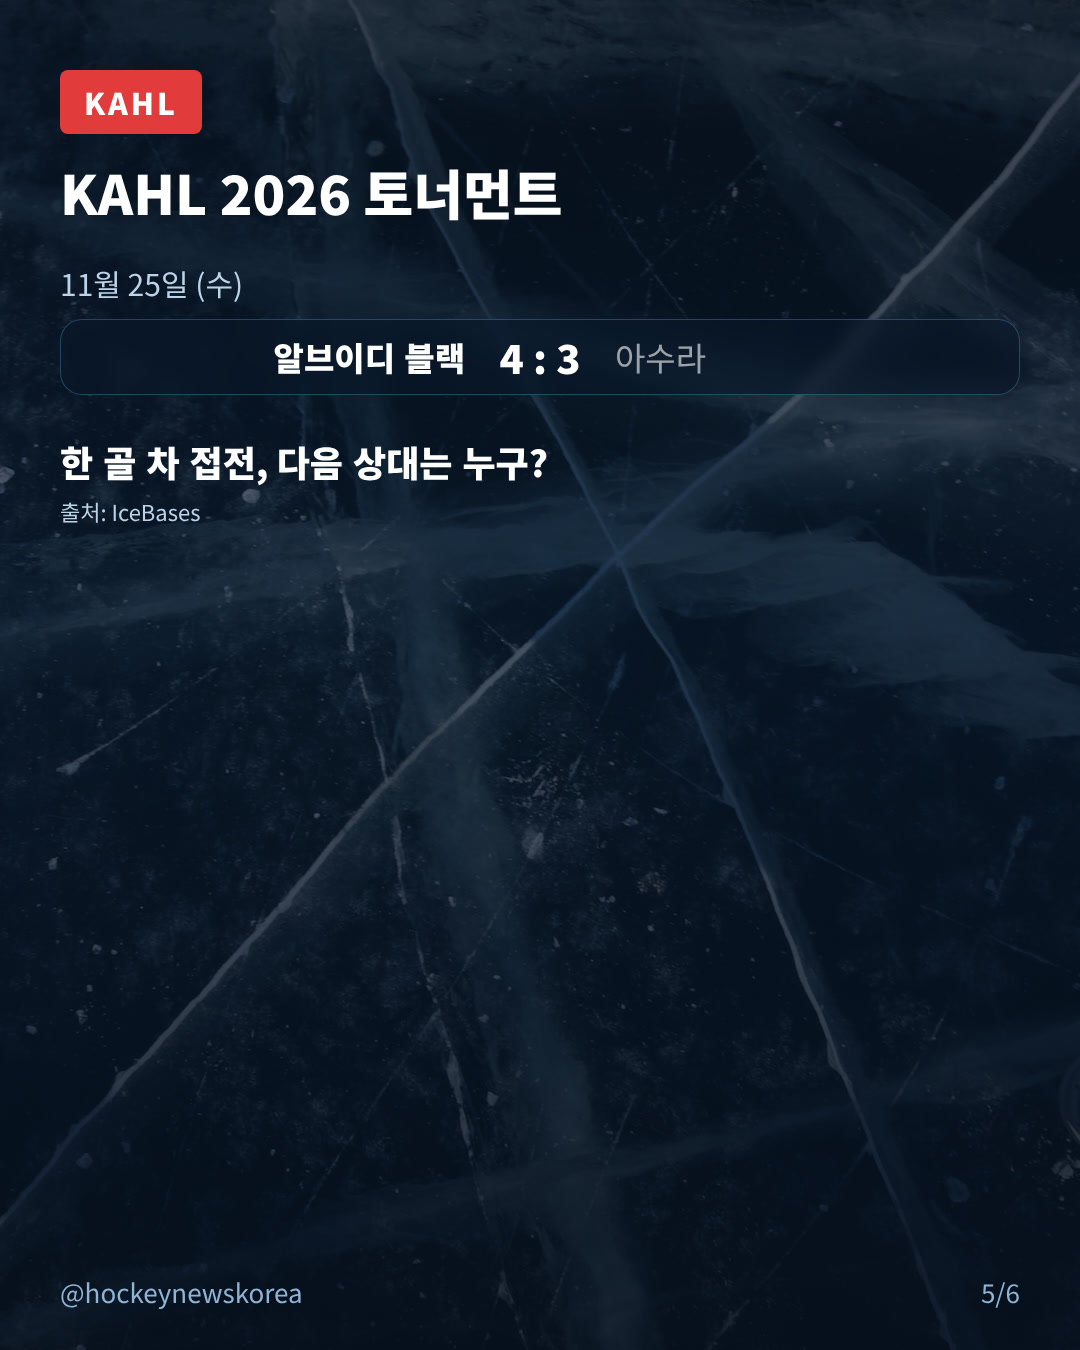 KAHL
KAHL 2026 토너먼트
11월 25일 (수)
알브이디 블랙 4 : 3 아수라
한 골 차 접전, 다음 상대는 누구?
출처: IceBases
@hockeynewskorea
5/6